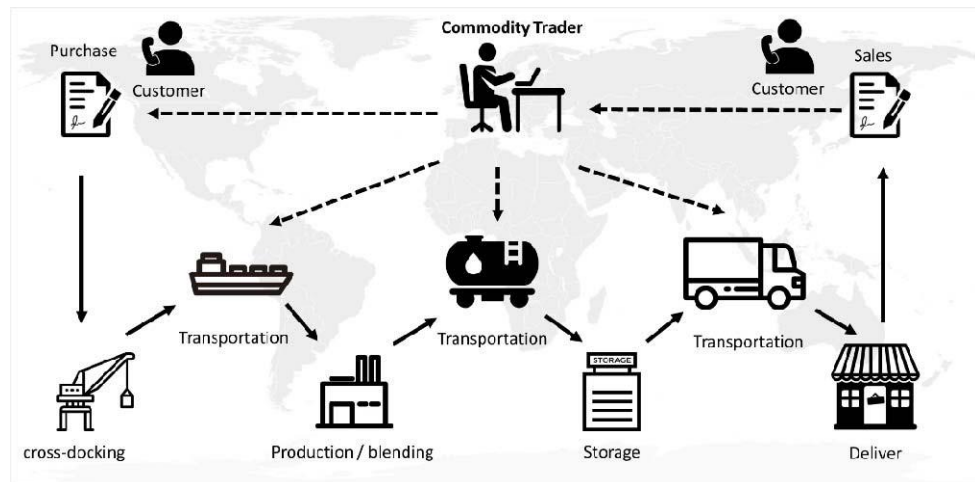 Commodity Trader
Purchase
Customer
Customer
Sales
Transportation
Transportation
Transportation
STORAGE
cross-docking
Production / blending
Storage
Deliver